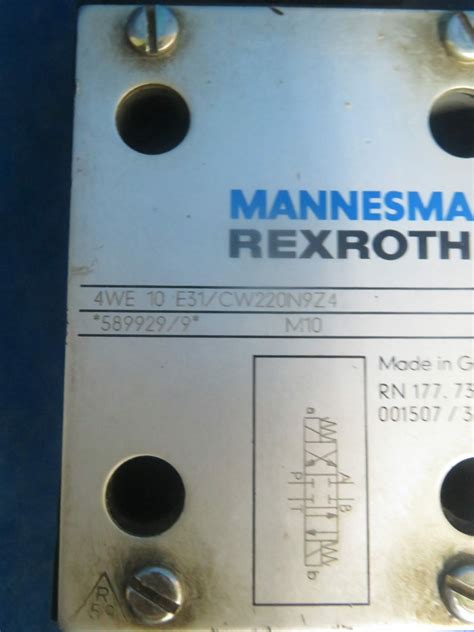 MANNESMA
REXROTH
4WE 10 E31/CW220N9Z4
*589929/9* M10
Made in G
RN 177.73
001507 / 3
a
P T A B
b
R